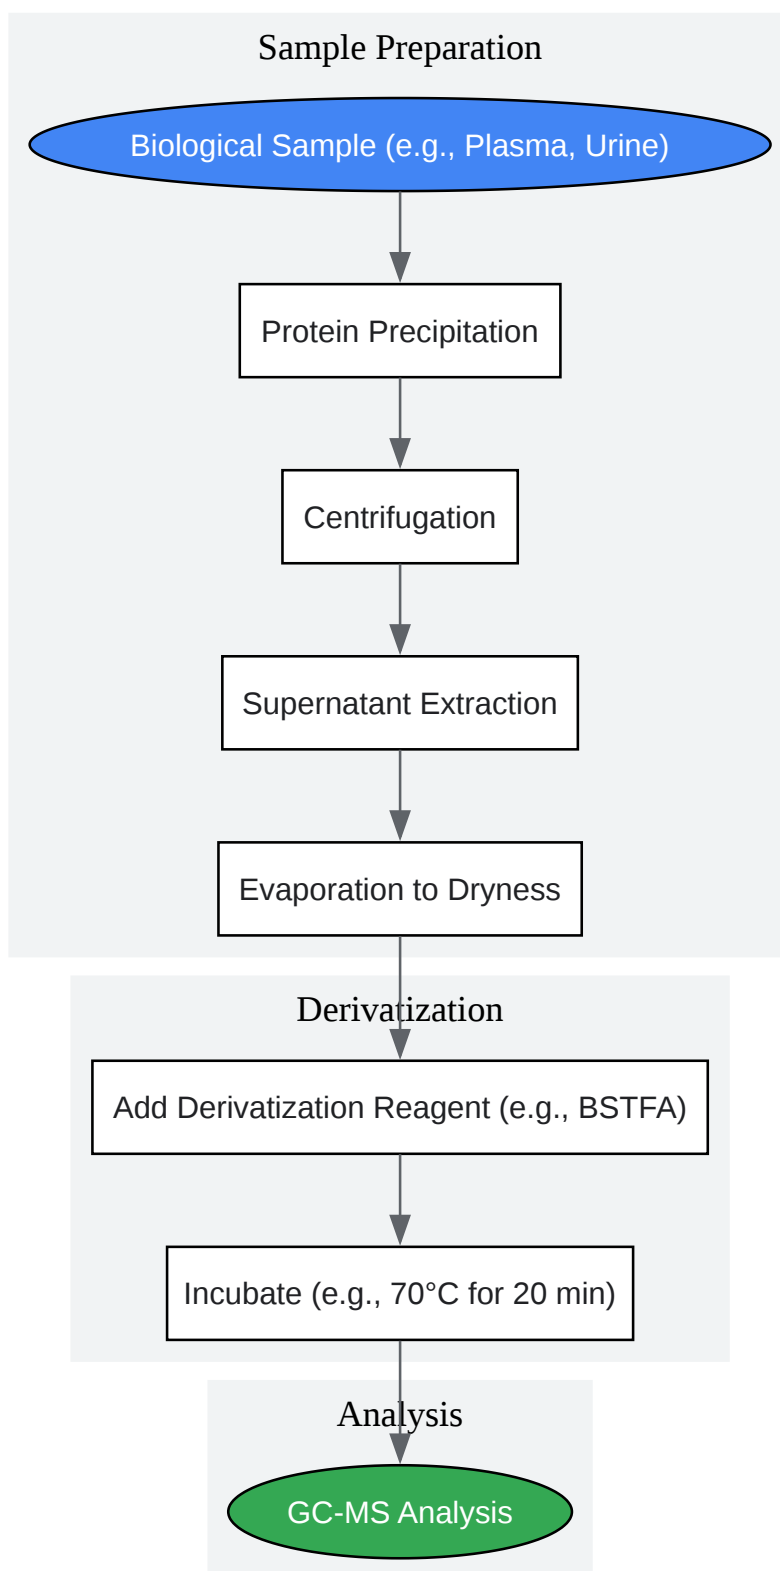 Sample Preparation
Biological Sample (e.g., Plasma, Urine)
Protein Precipitation
Centrifugation
Supernatant Extraction
Evaporation to Dryness
Derivatization
Add Derivatization Reagent (e.g., BSTFA)
Incubate (e.g., 70°C for 20 min)
Analysis
GC-MS Analysis